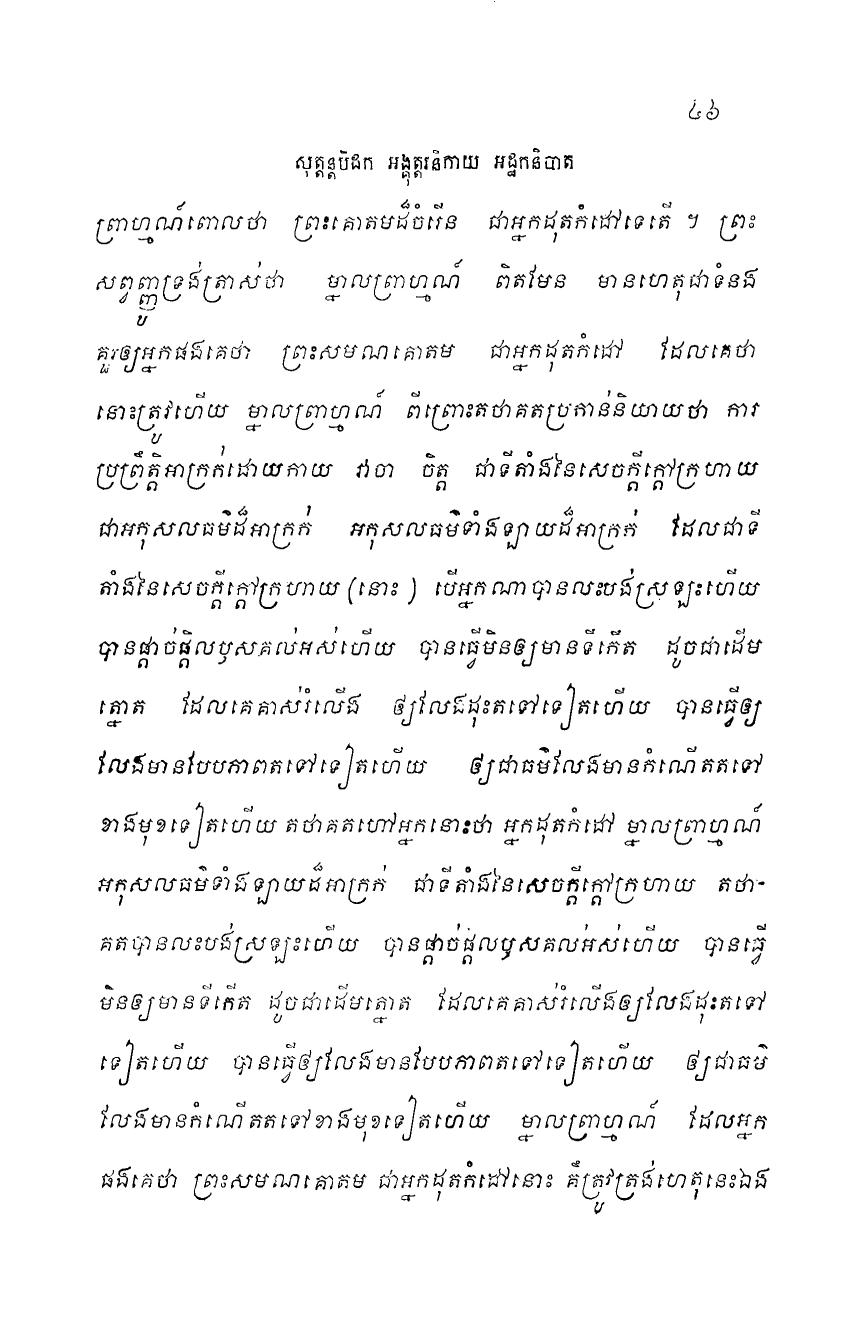 ៤៦
សុត្តន្តបិដក អង្គុត្តរនិកាយ អដ្ឋកនិបាត
ព្រាហ្មណ៍ពោលថា ព្រះគោតមដ៏ចំរើន ជាអ្នកដុតកំដៅទេតើ ។ ព្រះ
សព្វញ្ញូទ្រង់ត្រាស់ថា ម្នាលព្រាហ្មណ៍ ពិតមែន មានហេតុជាទំនង
គួរឲ្យអ្នកផងគេថា ព្រះសមណគោតម ជាអ្នកដុតកំដៅ ដែលគេថា
នោះត្រូវហើយ ម្នាលព្រាហ្មណ៍ ពីព្រោះតថាគតប្រកាន់និយាយថា ការ
ប្រព្រឹត្តិអាក្រក់ដោយកាយ វាចា ចិត្ត ជាទីតាំងនៃសេចក្តីក្តៅក្រហាយ
ជាអកុសលធម៌ដ៏អាក្រក់ អកុសលធម៌ទាំងឡាយដ៏អាក្រក់ ដែលជាទី
តាំងនៃសេចក្តីក្តៅក្រហាយ (នោះ ) បើអ្នកណាបានលះបង់ស្រឡះហើយ
បានផ្តាច់ផ្តិលឫសគល់អស់ហើយ បានធ្វើមិនឲ្យមានទីកើត ដូចជាដើម
ត្នោត ដែលគេគាស់រំលើង ឲ្យលែងដុះតទៅទៀតហើយ បានធ្វើឲ្យ
លែងមានបែបភាពតទៅទៀតហើយ ឲ្យជាធម៌លែងមានកំណើតតទៅ
ខាងមុខទៀតហើយ តថាគតហៅអ្នកនោះថា អ្នកដុតកំដៅ ម្នាលព្រាហ្មណ៍
អកុសលធម៌ទាំងឡាយដ៏អាក្រក់ ជាទីតាំងនៃសេចក្តីក្តៅក្រហាយ តថា-
គតបានលះបង់ស្រឡះហើយ បានផ្តាច់ផ្តិលឫសគល់អស់ហើយ បានធ្វើ
មិនឲ្យមានទីកើត ដូចជាដើមត្នោត ដែលគេគាស់រំលើងឲ្យលែងដុះតទៅ
ទៀតហើយ បានធ្វើឲ្យលែងមានបែបភាពតទៅទៀតហើយ ឲ្យជាធម៌
លែងមានកំណើតតទៅខាងមុខទៀតហើយ ម្នាលព្រាហ្មណ៍ ដែលអ្នក
ផងគេថា ព្រះសមណគោតម ជាអ្នកដុតកំដៅនោះ គឺត្រូវត្រង់ហេតុនេះឯង